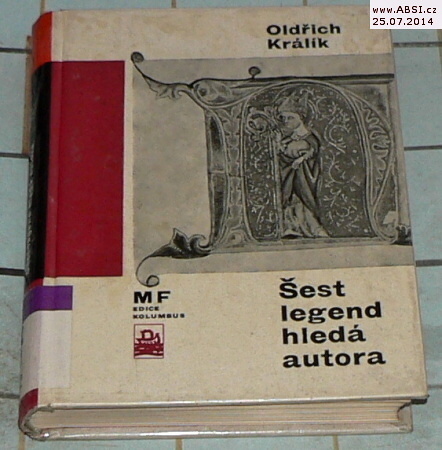 www.ABSI.cz
25.07.2014
Oldřich
Králík
MF
EDICE
KOLUMBUS
Šest
legend
hledá
autora